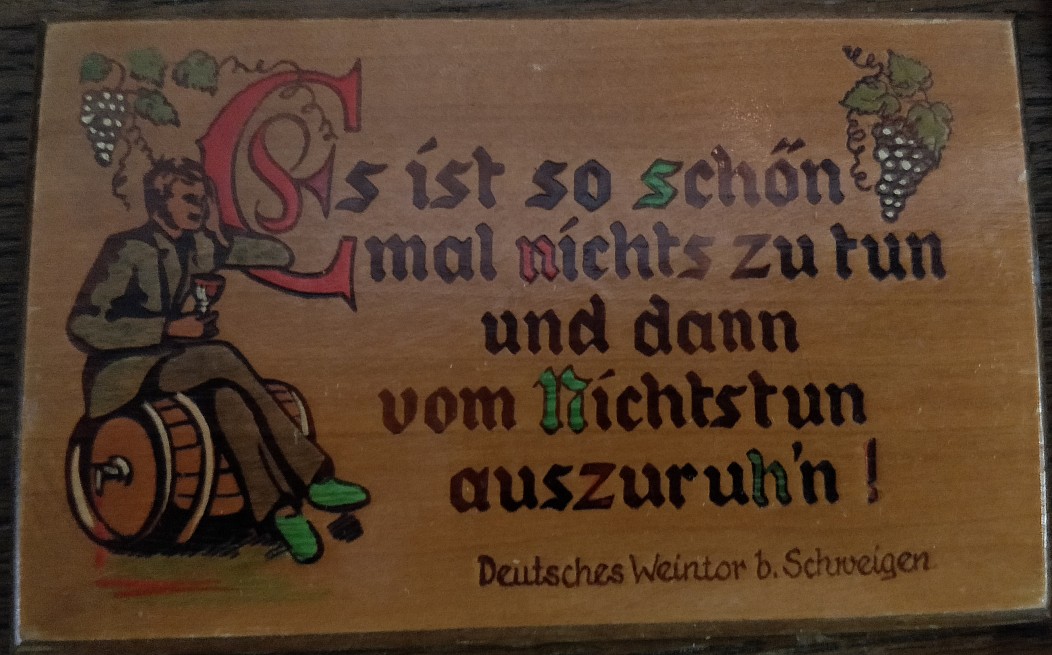 Es ist so schön
mal nichts zu tun
und dann
vom Nichtstun
auszuruh'n !
Deutsches Weintor b. Schweigen